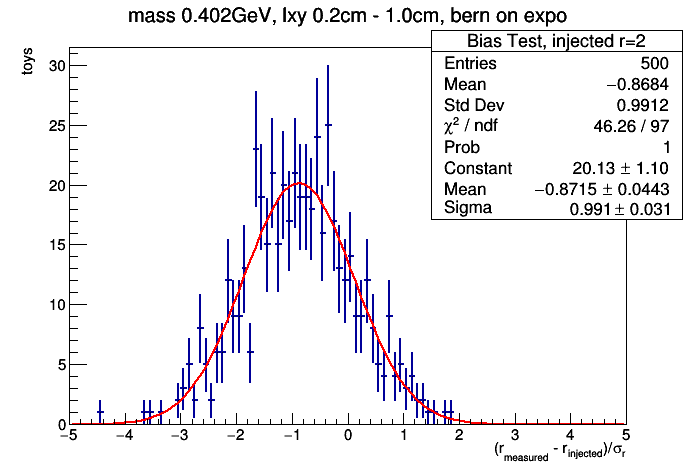 mass 0.402GeV, lxy 0.2cm - 1.0cm, bern on expo
toys
Bias Test, injected r=2
Entries 500
Mean −0.8684
Std Dev 0.9912
χ² / ndf 46.26 / 97
Prob 1
Constant 20.13 ± 1.10
Mean −0.8715 ± 0.0443
Sigma 0.991 ± 0.031
30
25
20
15
10
5
0
−5 −4 −3 −2 −1 0 1 2 3 4 5
(r_measured - r_injected)/σ_r